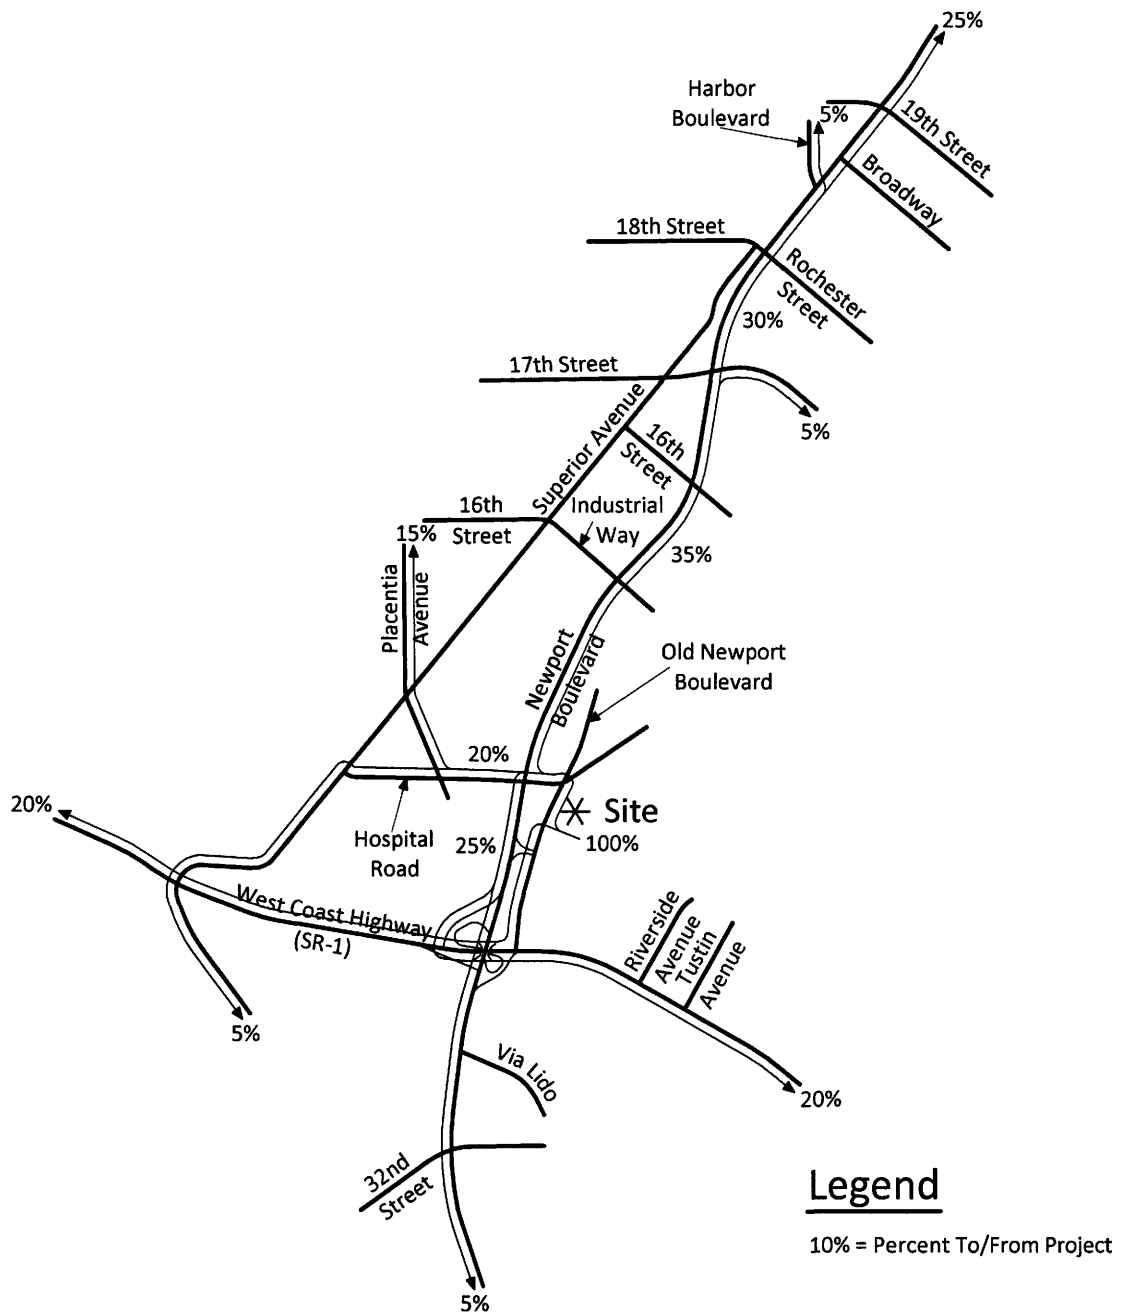 25%
Harbor
Boulevard
5%
19th Street
Broadway
18th Street
Rochester
Street
30%
17th Street
5%
Superior Avenue
16th
Street
16th
Street
Industrial
Way
15%
35%
Placentia
Avenue
Newport
Boulevard
Old Newport
Boulevard
20%
20%
Site
Hospital
Road
25%
100%
West Coast Highway
(SR-1)
Riverside
Avenue
Tustin
Avenue
5%
Via Lido
20%
32nd
Street
Legend
10% = Percent To/From Project
5%